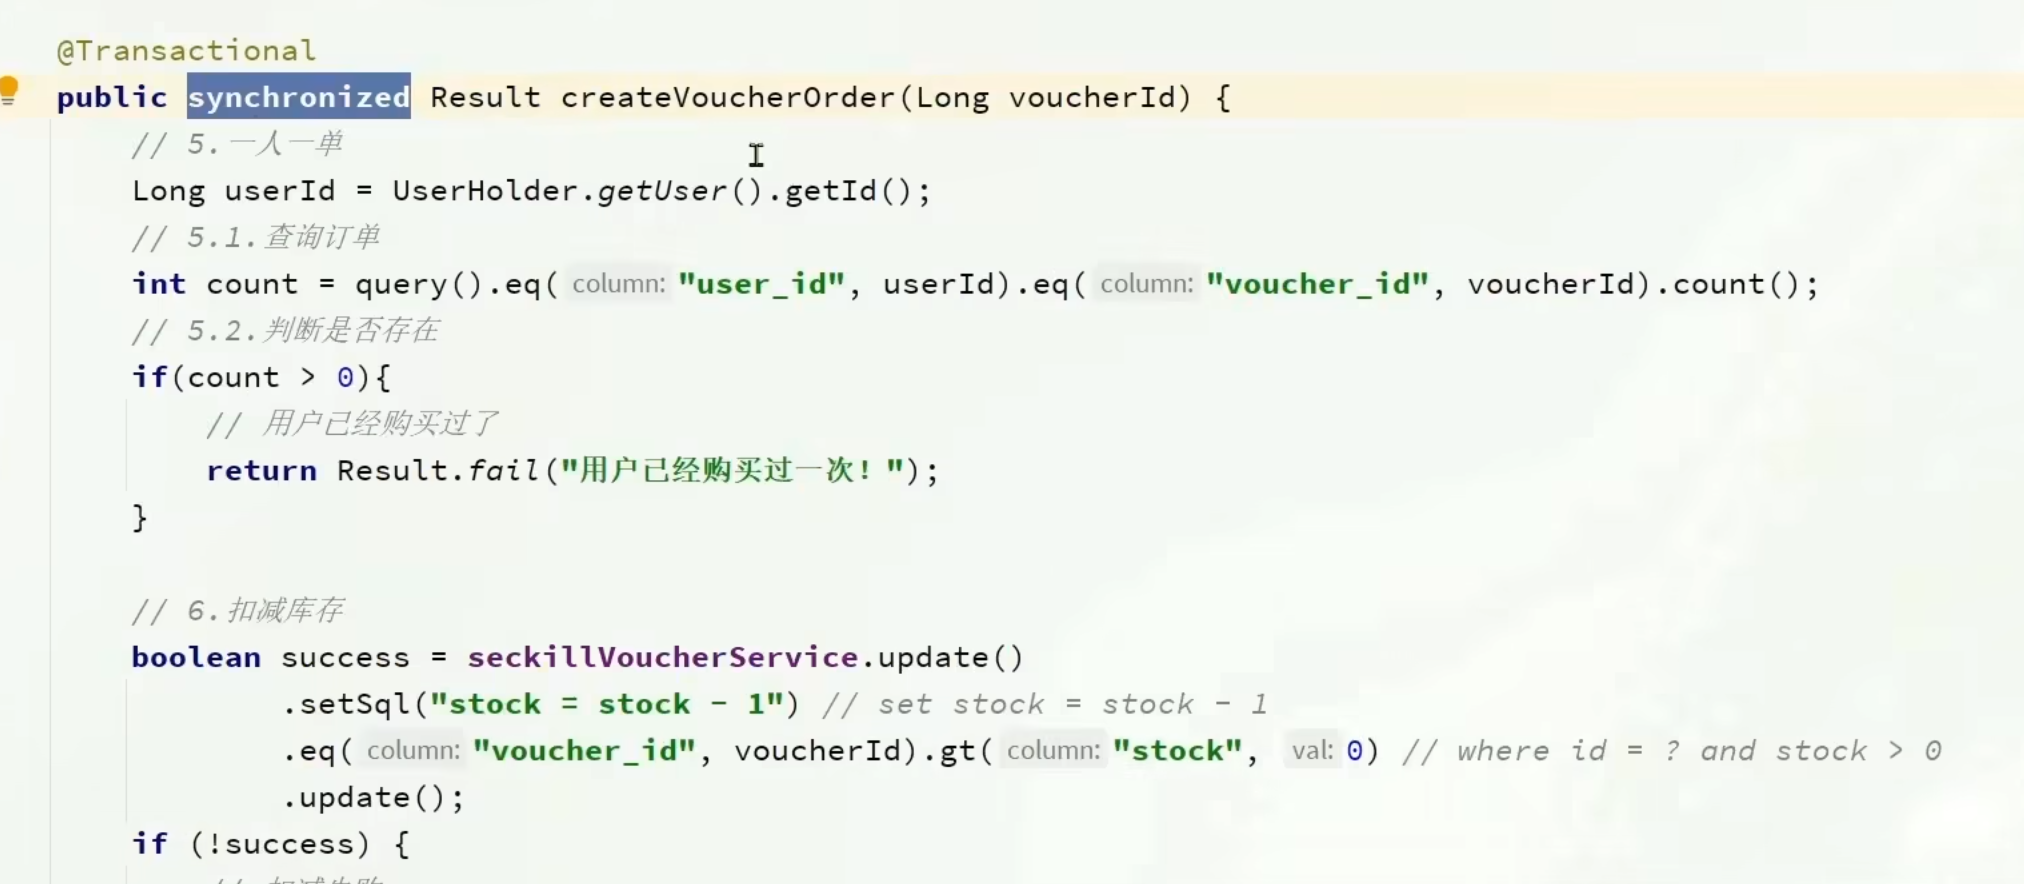 @Transactional
public synchronized Result createVoucherOrder(Long voucherId) {
// 5.一人一单
Long userId = UserHolder.getUser().getId();
// 5.1.查询订单
int count = query().eq( column: "user_id", userId).eq( column: "voucher_id", voucherId).count();
// 5.2.判断是否存在
if(count > 0){
// 用户已经购买过了
return Result.fail("用户已经购买过一次！");
}
// 6.扣减库存
boolean success = seckillVoucherService.update()
.setSql("stock = stock - 1") // set stock = stock - 1
.eq( column: "voucher_id", voucherId).gt( column: "stock", val: 0) // where id = ? and stock > 0
.update();
if (!success) {